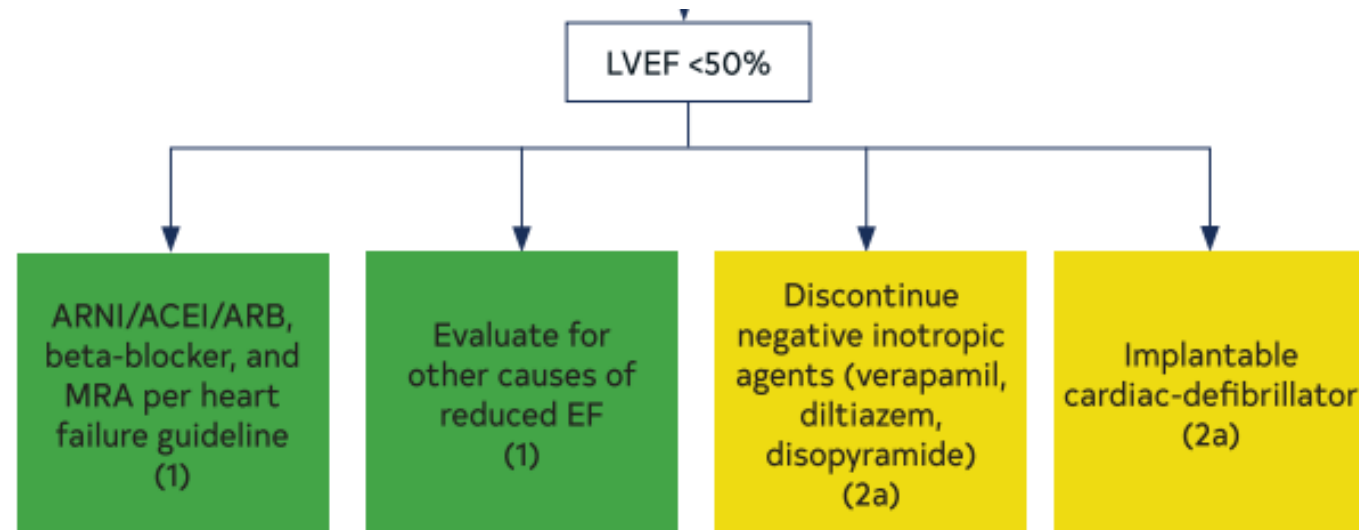 LVEF <50%
ARNI/ACEI/ARB,
beta-blocker, and
MRA per heart
failure guideline
(1)
Evaluate for
other causes of
reduced EF
(1)
Discontinue
negative inotropic
agents (verapamil,
diltiazem,
disopyramide)
(2a)
Implantable
cardiac-defibrillator
(2a)